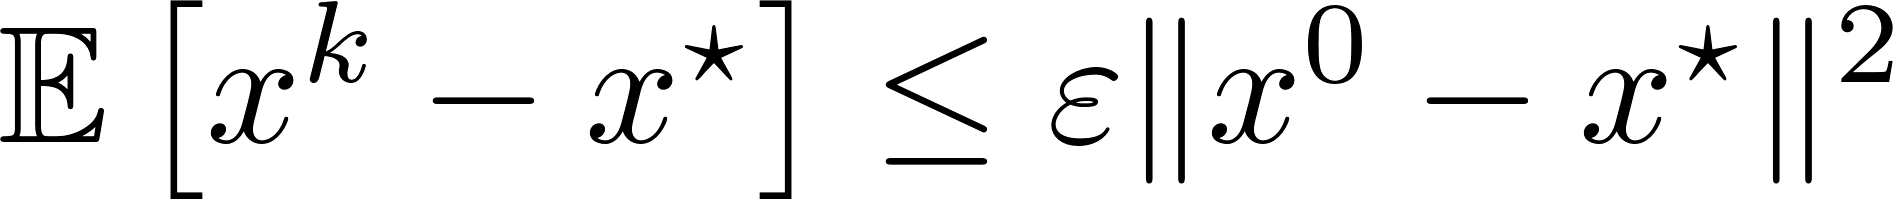 𝔼 [x^k − x^⋆] ≤ ε‖x^0 − x^⋆‖^2